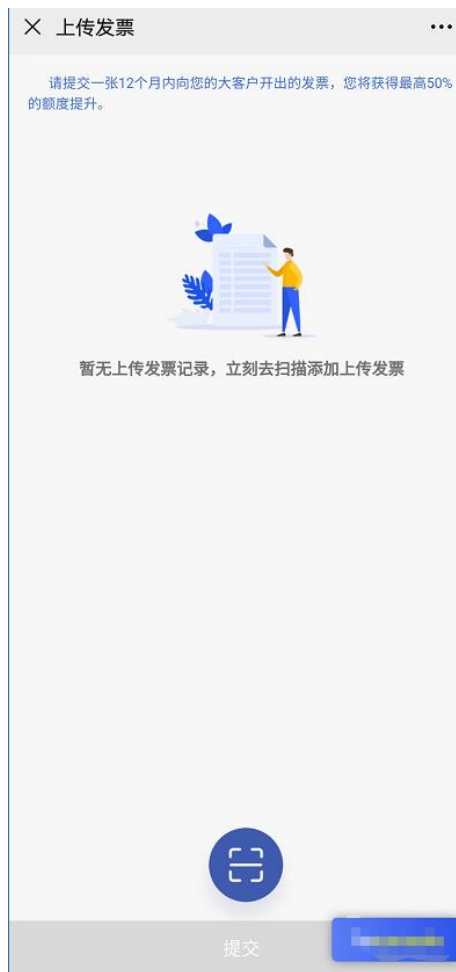 上传发票
请提交一张12个月内向您的大客户开出的发票，您将获得最高50%
的额度提升。
暂无上传发票记录，立刻去扫描添加上传发票
提交